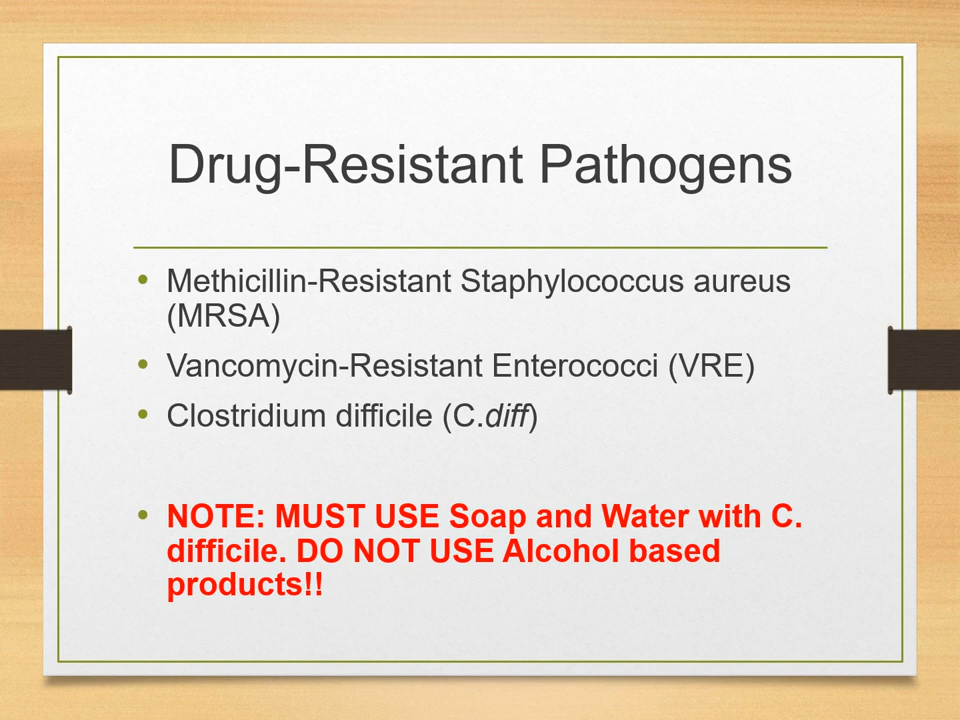 Drug-Resistant Pathogens
• Methicillin-Resistant Staphylococcus aureus
(MRSA)
• Vancomycin-Resistant Enterococci (VRE)
• Clostridium difficile (C.diff)
• NOTE: MUST USE Soap and Water with C.
difficile. DO NOT USE Alcohol based
products!!